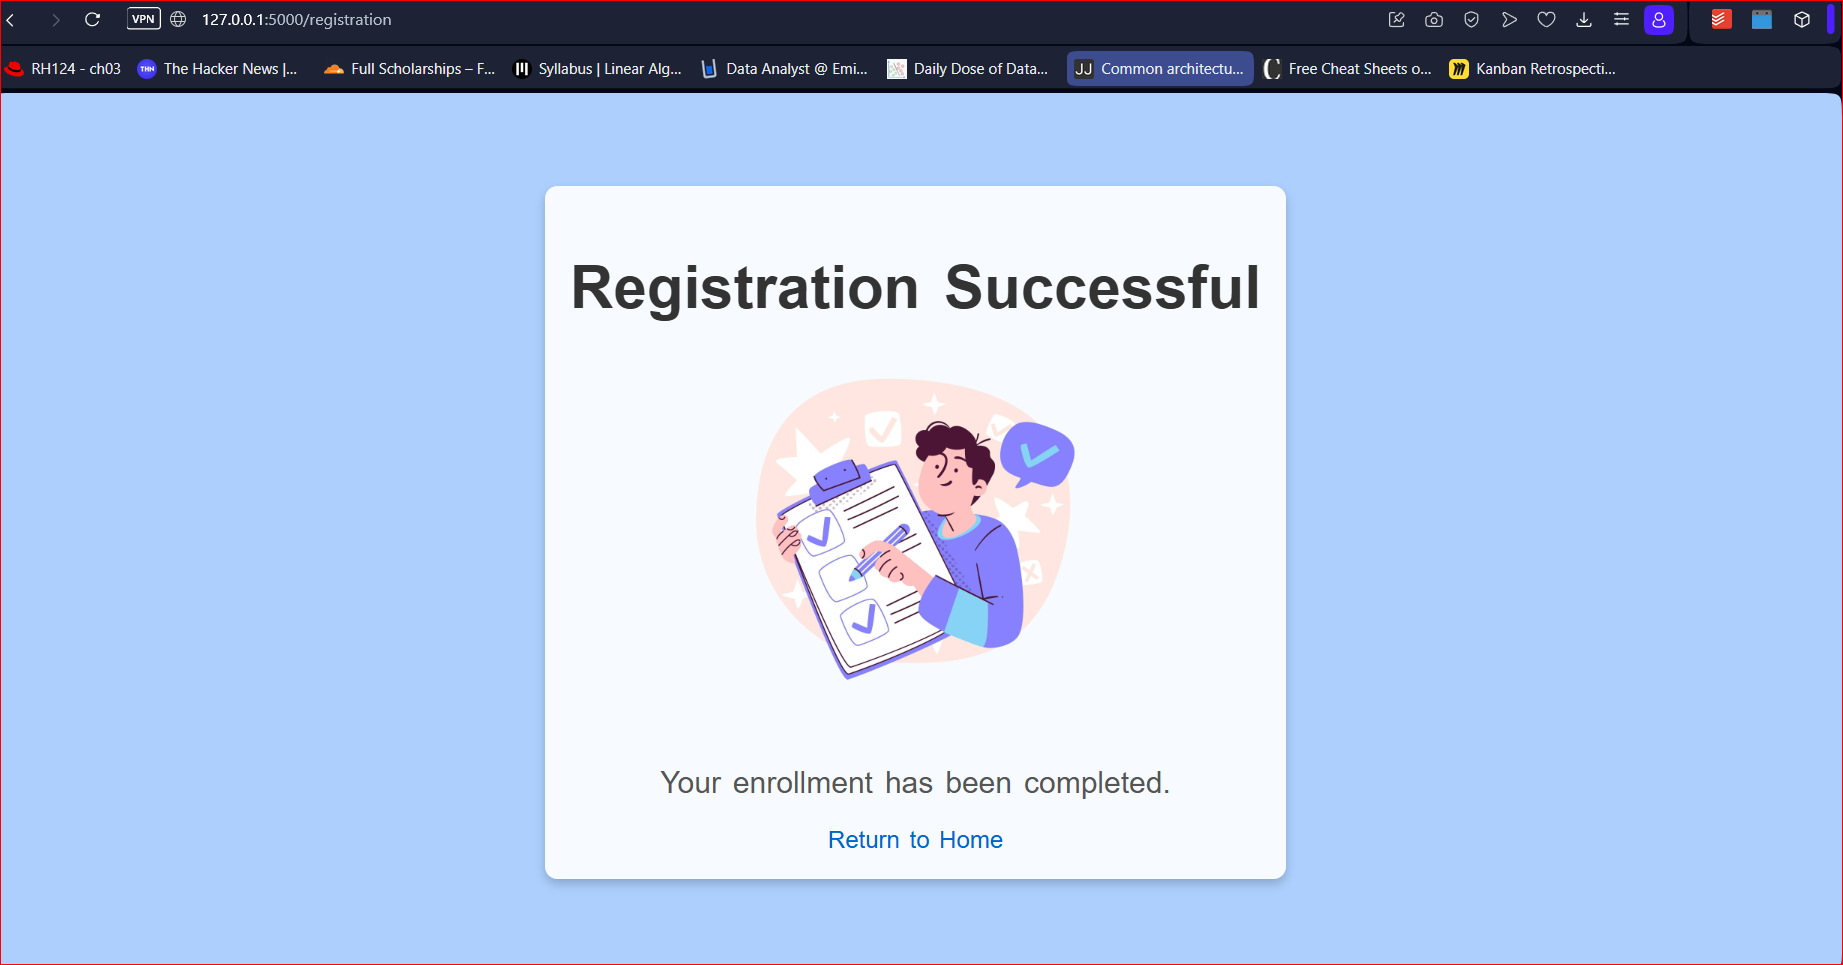 VPN 127.0.0.1:5000/registration
RH124 - ch03 THN The Hacker News |... Full Scholarships – F... Syllabus | Linear Alg... Data Analyst @ Emi... Daily Dose of Data... JJ Common architectu... Free Cheat Sheets o... Kanban Retrospecti...
Registration Successful
Your enrollment has been completed.
Return to Home